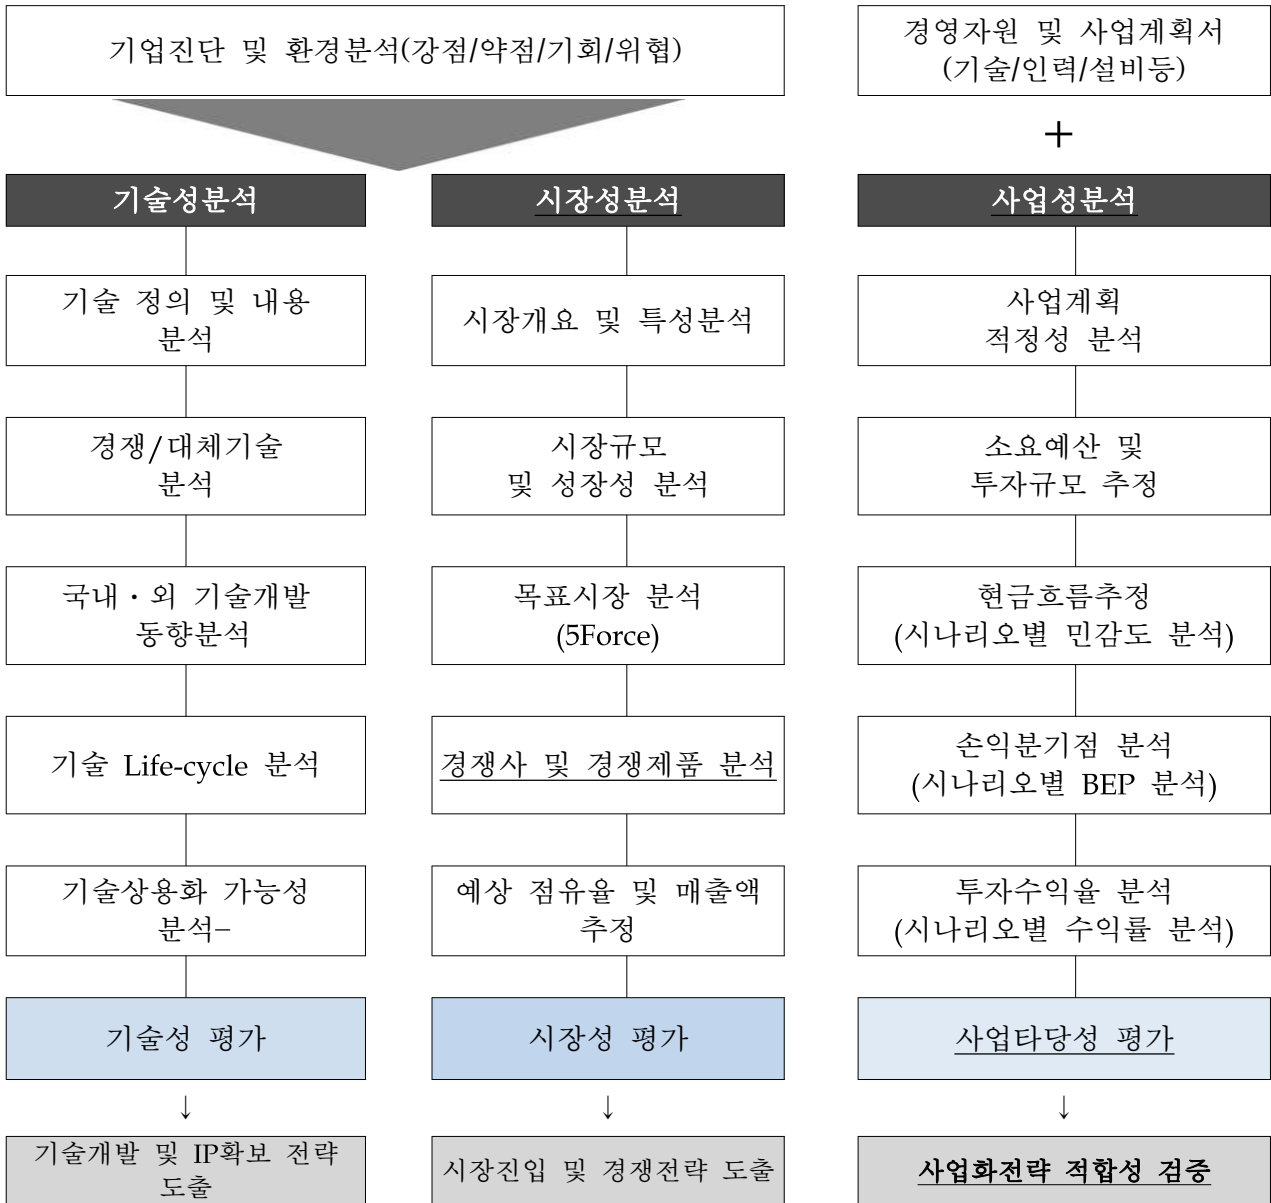 기업진단 및 환경분석(강점/약점/기회/위협)
경영자원 및 사업계획서
(기술/인력/설비등)
+
기술성분석
시장성분석
사업성분석
기술 정의 및 내용
분석
시장개요 및 특성분석
사업계획
적정성 분석
경쟁/대체기술
분석
시장규모
및 성장성 분석
소요예산 및
투자규모 추정
국내·외 기술개발
동향분석
목표시장 분석
(5Force)
현금흐름추정
(시나리오별 민감도 분석)
기술 Life-cycle 분석
경쟁사 및 경쟁제품 분석
손익분기점 분석
(시나리오별 BEP 분석)
기술상용화 가능성
분석–
예상 점유율 및 매출액
추정
투자수익율 분석
(시나리오별 수익률 분석)
기술성 평가
시장성 평가
사업타당성 평가
↓
↓
↓
기술개발 및 IP확보 전략
도출
시장진입 및 경쟁전략 도출
사업화전략 적합성 검증